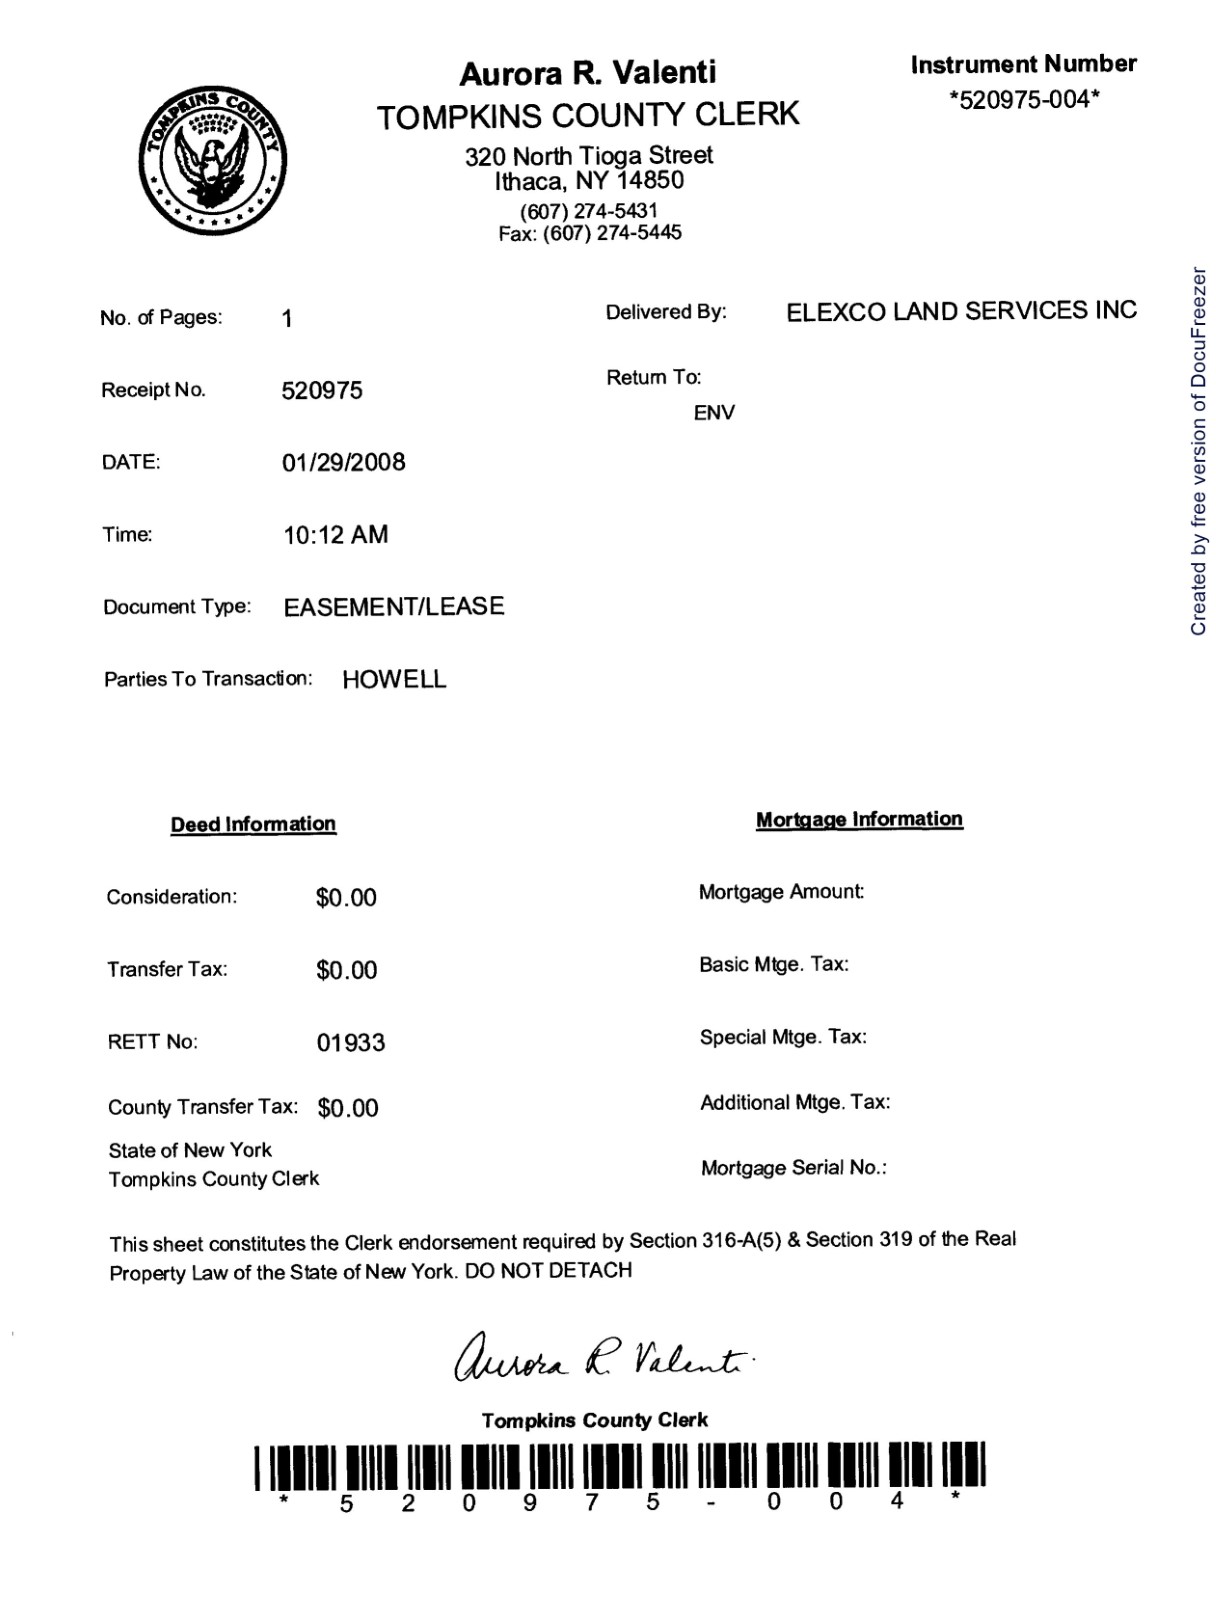 Aurora R. Valenti
TOMPKINS COUNTY CLERK
320 North Tioga Street
Ithaca, NY 14850
(607) 274-5431
Fax: (607) 274-5445
Instrument Number
*520975-004*
TOMPKINS COUNTY
No. of Pages: 1
Delivered By: ELEXCO LAND SERVICES INC
Receipt No. 520975
Return To:
ENV
DATE: 01/29/2008
Time: 10:12 AM
Document Type: EASEMENT/LEASE
Parties To Transaction: HOWELL
Deed Information
Consideration: $0.00
Transfer Tax: $0.00
RETT No: 01933
County Transfer Tax: $0.00
State of New York
Tompkins County Clerk
Mortgage Information
Mortgage Amount:
Basic Mtge. Tax:
Special Mtge. Tax:
Additional Mtge. Tax:
Mortgage Serial No.:
This sheet constitutes the Clerk endorsement required by Section 316-A(5) & Section 319 of the Real
Property Law of the State of New York. DO NOT DETACH
Aurora R. Valenti
Tompkins County Clerk
* 5 2 0 9 7 5 - 0 0 4 *
Created by free version of DocuFreezer